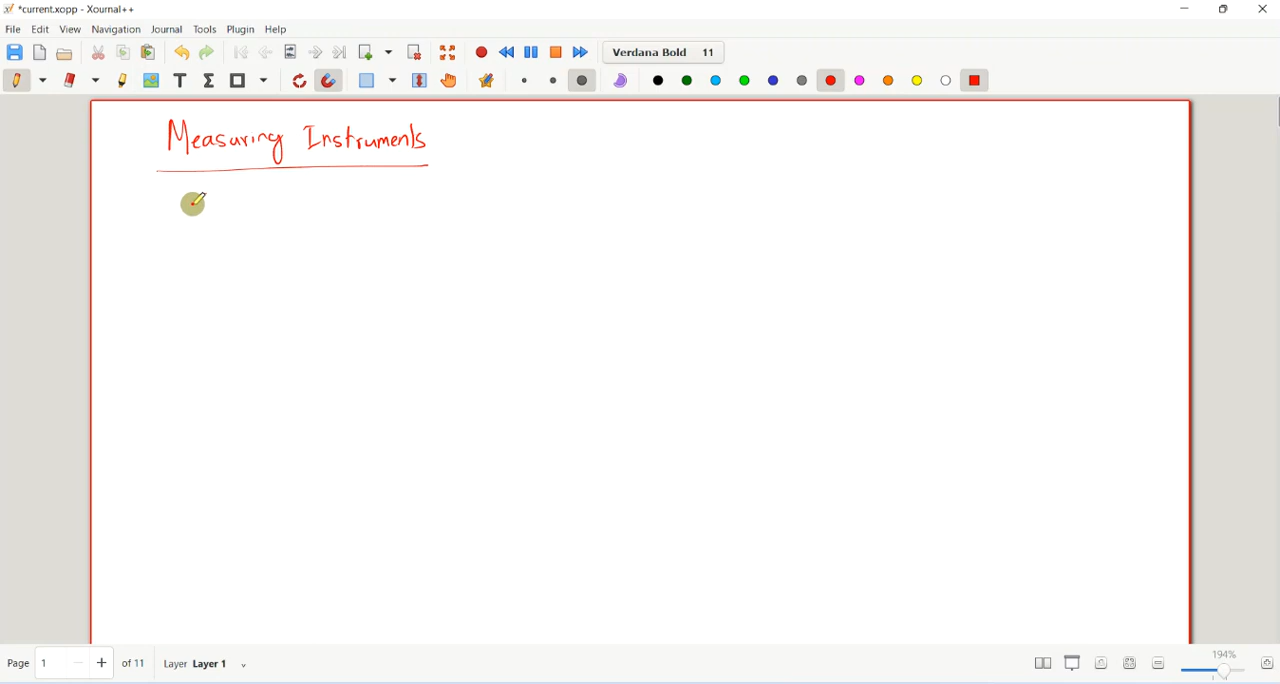 *current.xopp - Xournal++
File Edit View Navigation Journal Tools Plugin Help
Verdana Bold 11
Measuring Instruments
Page 1 of 11 Layer Layer 1 194%